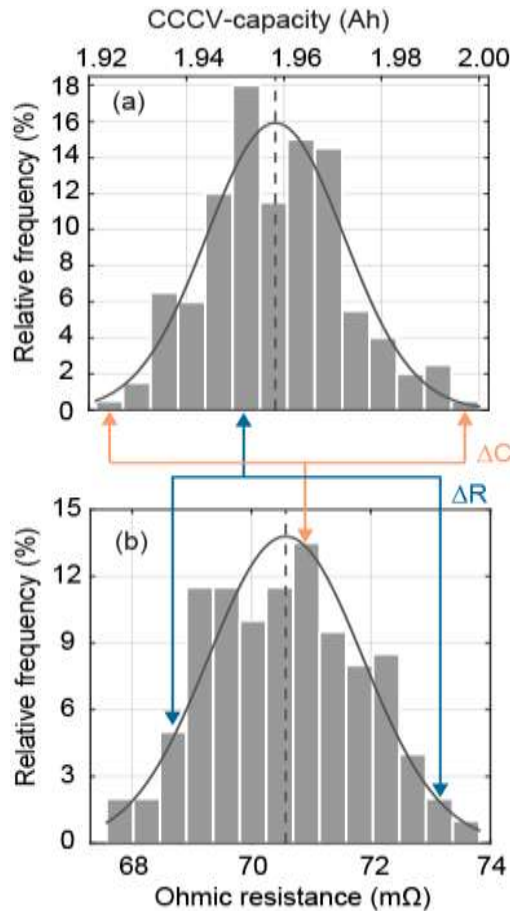 CCCV-capacity (Ah)
1.92 1.94 1.96 1.98 2.00
(a)
Relative frequency (%)
18
16
14
12
10
8
6
4
2
0
ΔC
ΔR
(b)
Relative frequency (%)
15
12
9
6
3
0
68 70 72 74
Ohmic resistance (mΩ)